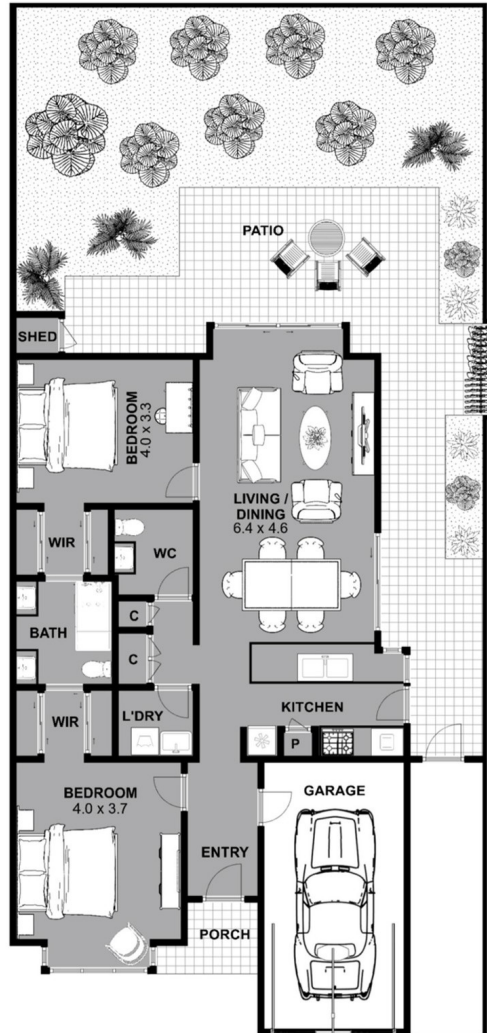 PATIO
SHED
BEDROOM
4.0 x 3.3
LIVING /
DINING
6.4 x 4.6
WIR
WC
C
BATH
C
WIR
L'DRY
KITCHEN
P
BEDROOM
4.0 x 3.7
GARAGE
ENTRY
PORCH